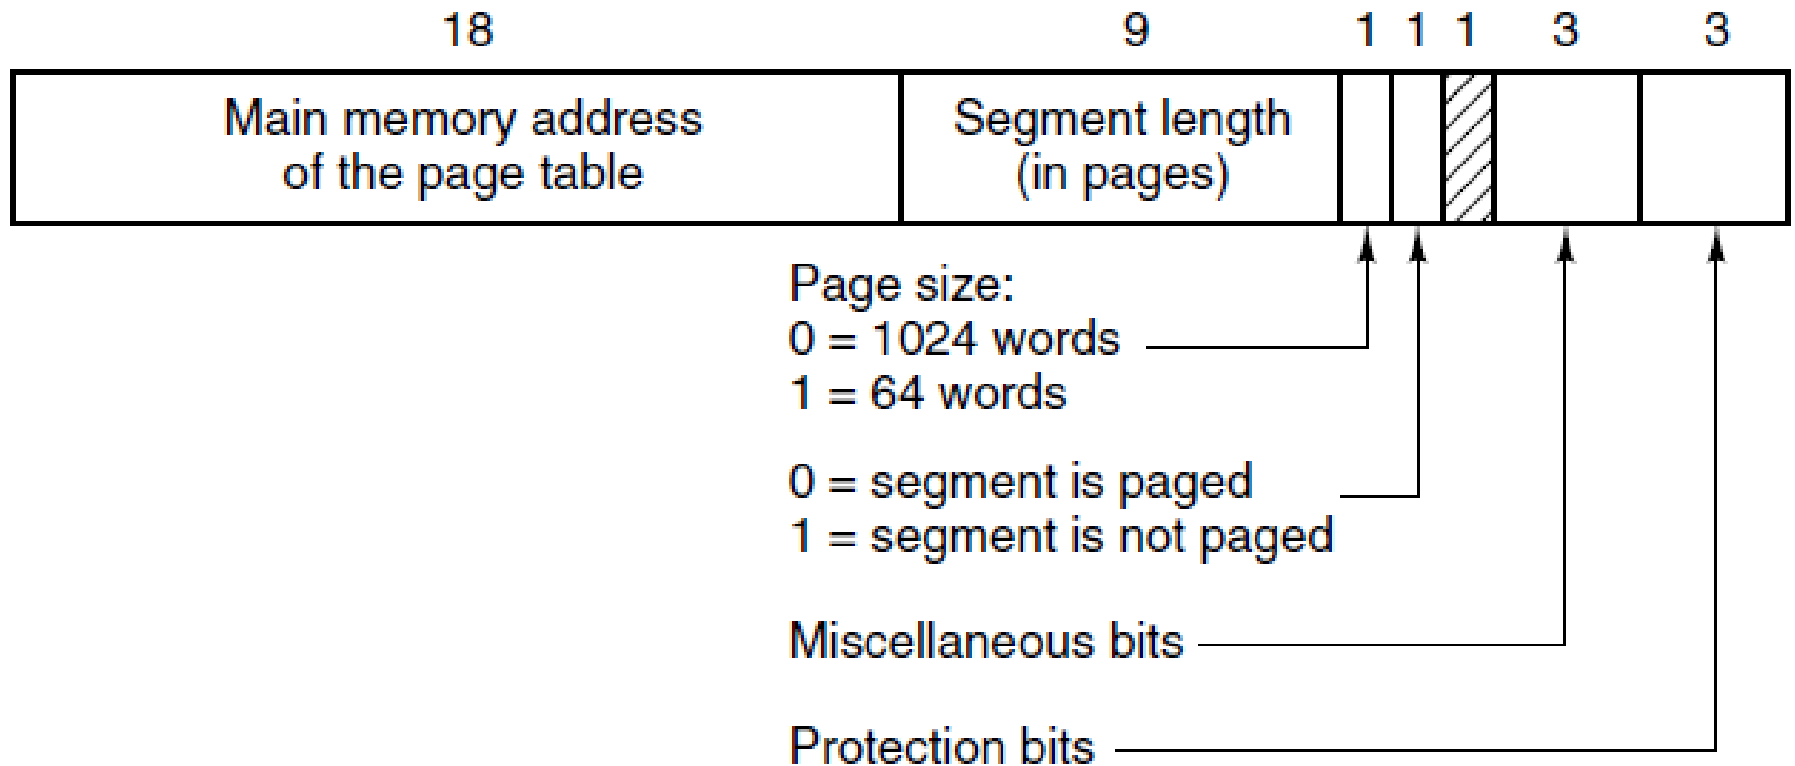 18 9 1 1 1 3 3
Main memory address
of the page table
Segment length
(in pages)
Page size:
0 = 1024 words
1 = 64 words
0 = segment is paged
1 = segment is not paged
Miscellaneous bits
Protection bits